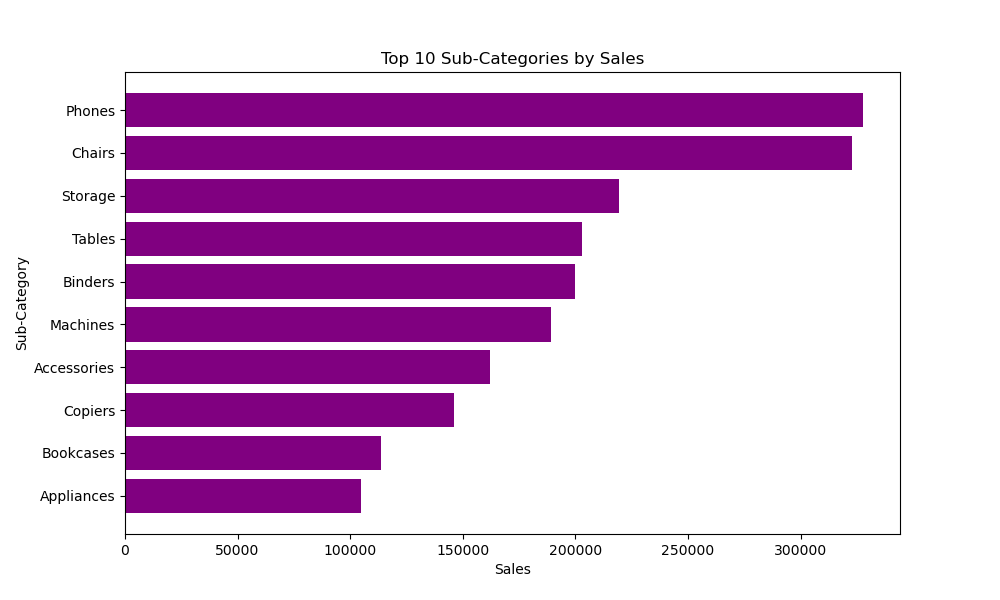 Top 10 Sub-Categories by Sales
Phones
Chairs
Storage
Tables
Binders
Machines
Accessories
Copiers
Bookcases
Appliances
Sub-Category
0 50000 100000 150000 200000 250000 300000
Sales